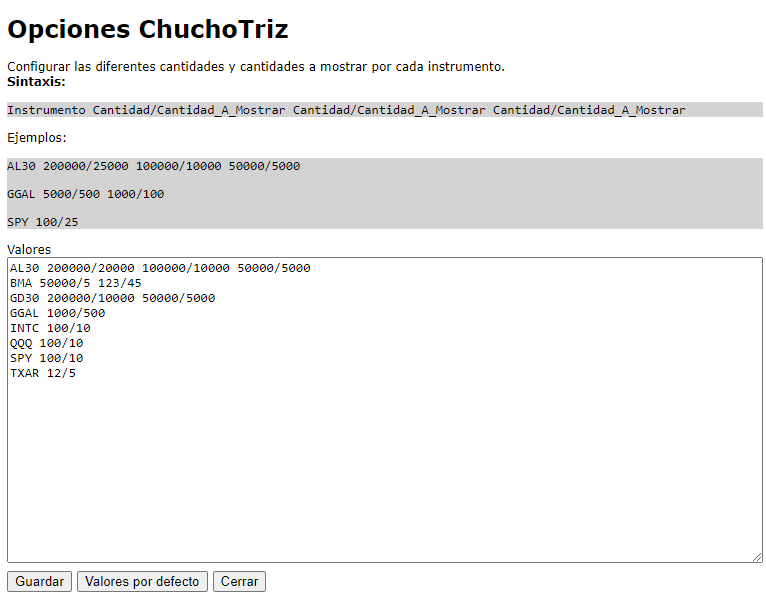 Opciones ChuchoTriz
Configurar las diferentes cantidades y cantidades a mostrar por cada instrumento.
Sintaxis:
Instrumento Cantidad/Cantidad_A_Mostrar Cantidad/Cantidad_A_Mostrar Cantidad/Cantidad_A_Mostrar
Ejemplos:
AL30 200000/25000 100000/10000 50000/5000
GGAL 5000/500 1000/100
SPY 100/25
Valores
AL30 200000/20000 100000/10000 50000/5000
BMA 50000/5 123/45
GD30 200000/10000 50000/5000
GGAL 1000/500
INTC 100/10
QQQ 100/10
SPY 100/10
TXAR 12/5
Guardar Valores por defecto Cerrar